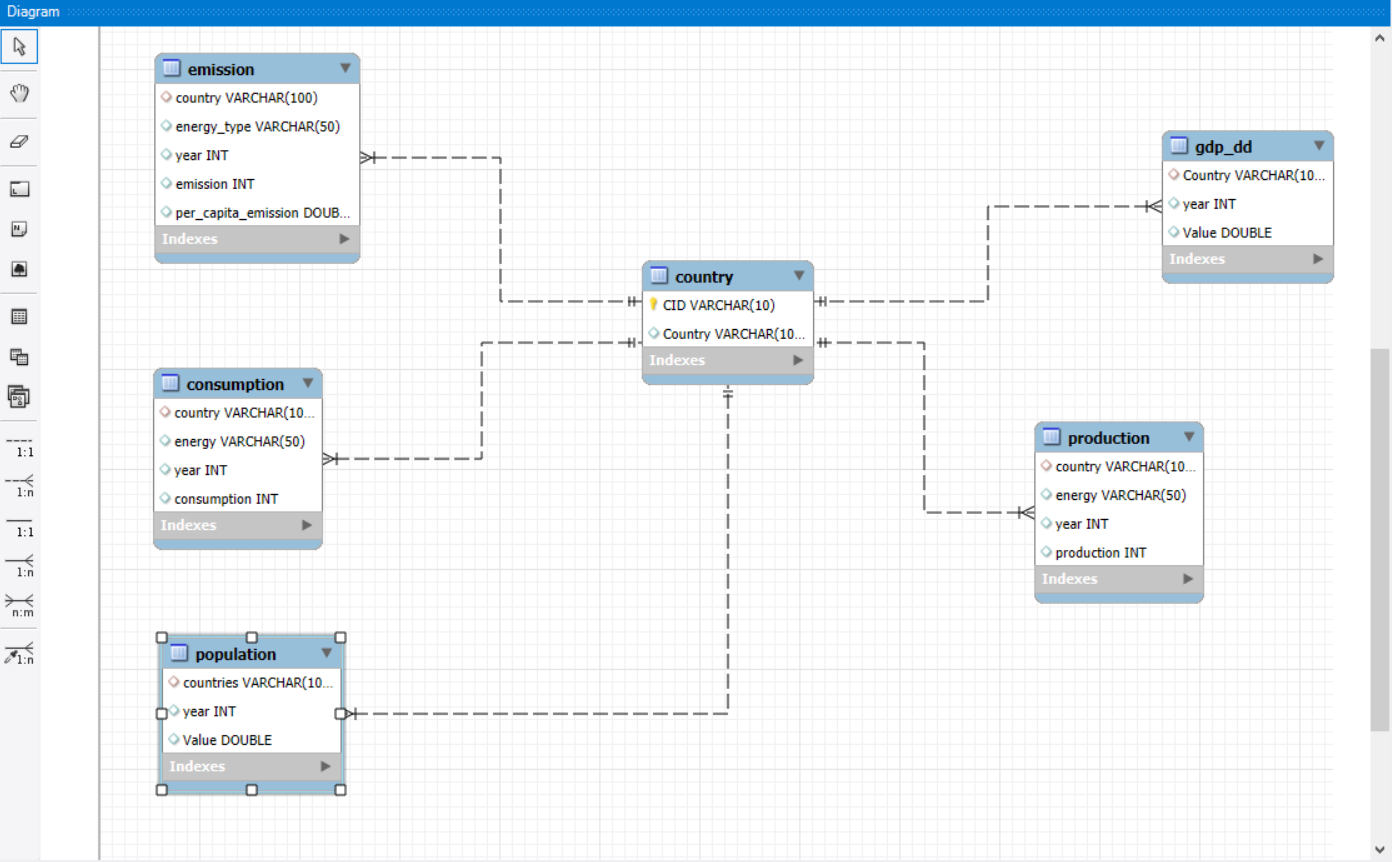 Diagram
emission
country VARCHAR(100)
energy_type VARCHAR(50)
year INT
emission INT
per_capita_emission DOUB...
Indexes
gdp_dd
Country VARCHAR(10...
year INT
Value DOUBLE
Indexes
country
CID VARCHAR(10)
Country VARCHAR(10...
Indexes
consumption
country VARCHAR(10...
energy VARCHAR(50)
year INT
consumption INT
Indexes
production
country VARCHAR(10...
energy VARCHAR(50)
year INT
production INT
Indexes
population
countries VARCHAR(10...
year INT
Value DOUBLE
Indexes
1:1
1:n
1:1
1:n
n:m
1:n